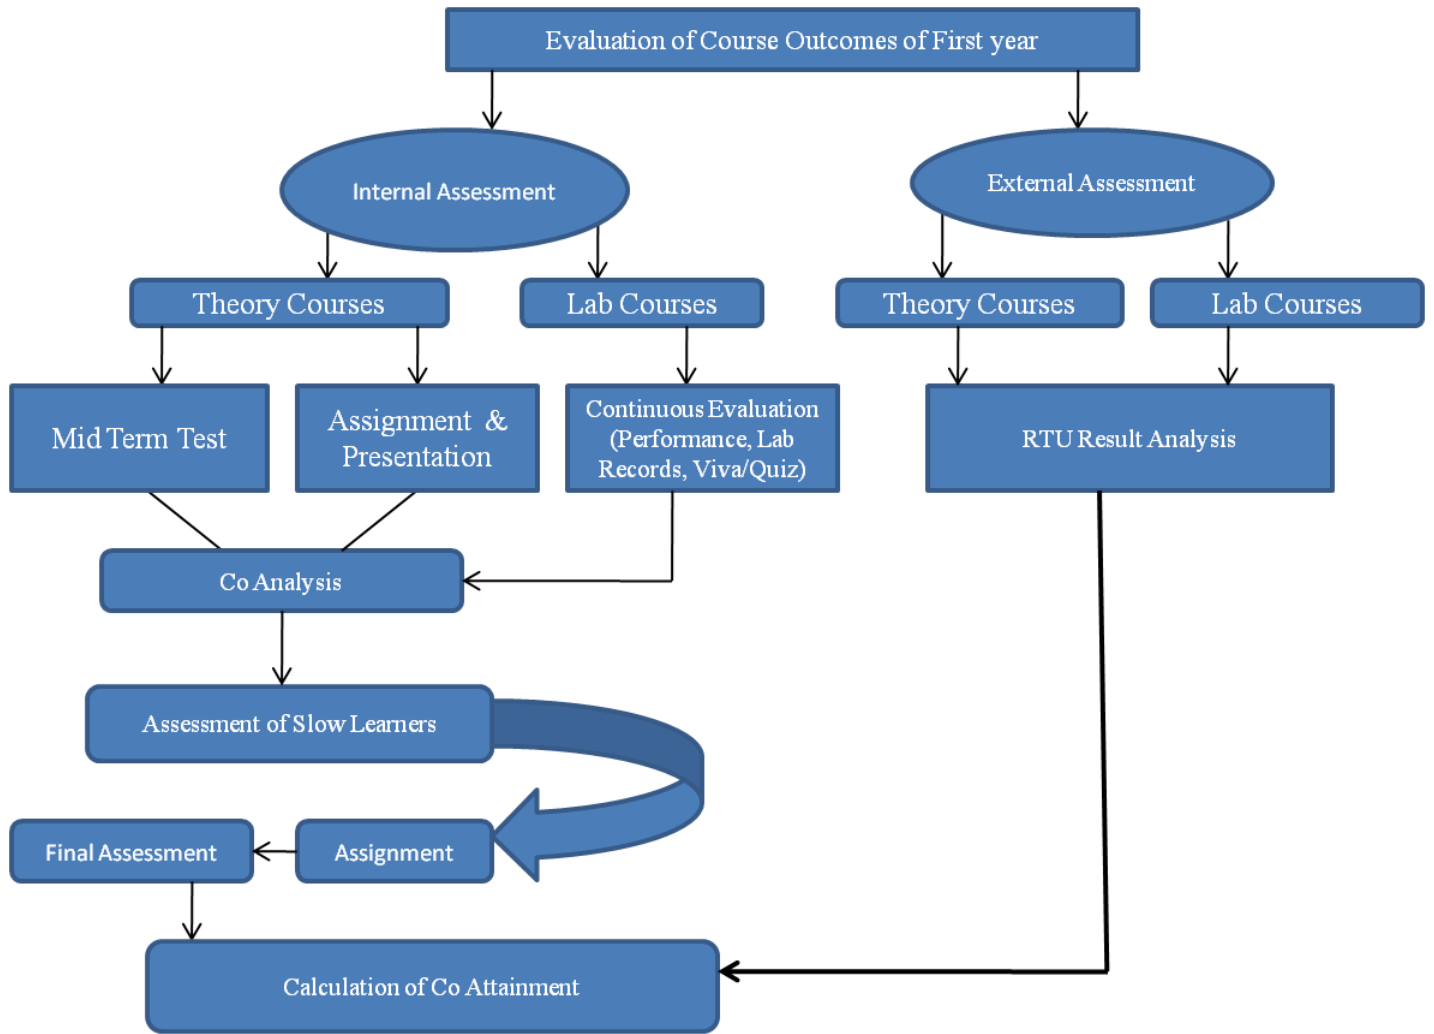 Evaluation of Course Outcomes of First year
Internal Assessment
External Assessment
Theory Courses
Lab Courses
Theory Courses
Lab Courses
Mid Term Test
Assignment &
Presentation
Continuous Evaluation
(Performance, Lab
Records, Viva/Quiz)
RTU Result Analysis
Co Analysis
Assessment of Slow Learners
Final Assessment
Assignment
Calculation of Co Attainment